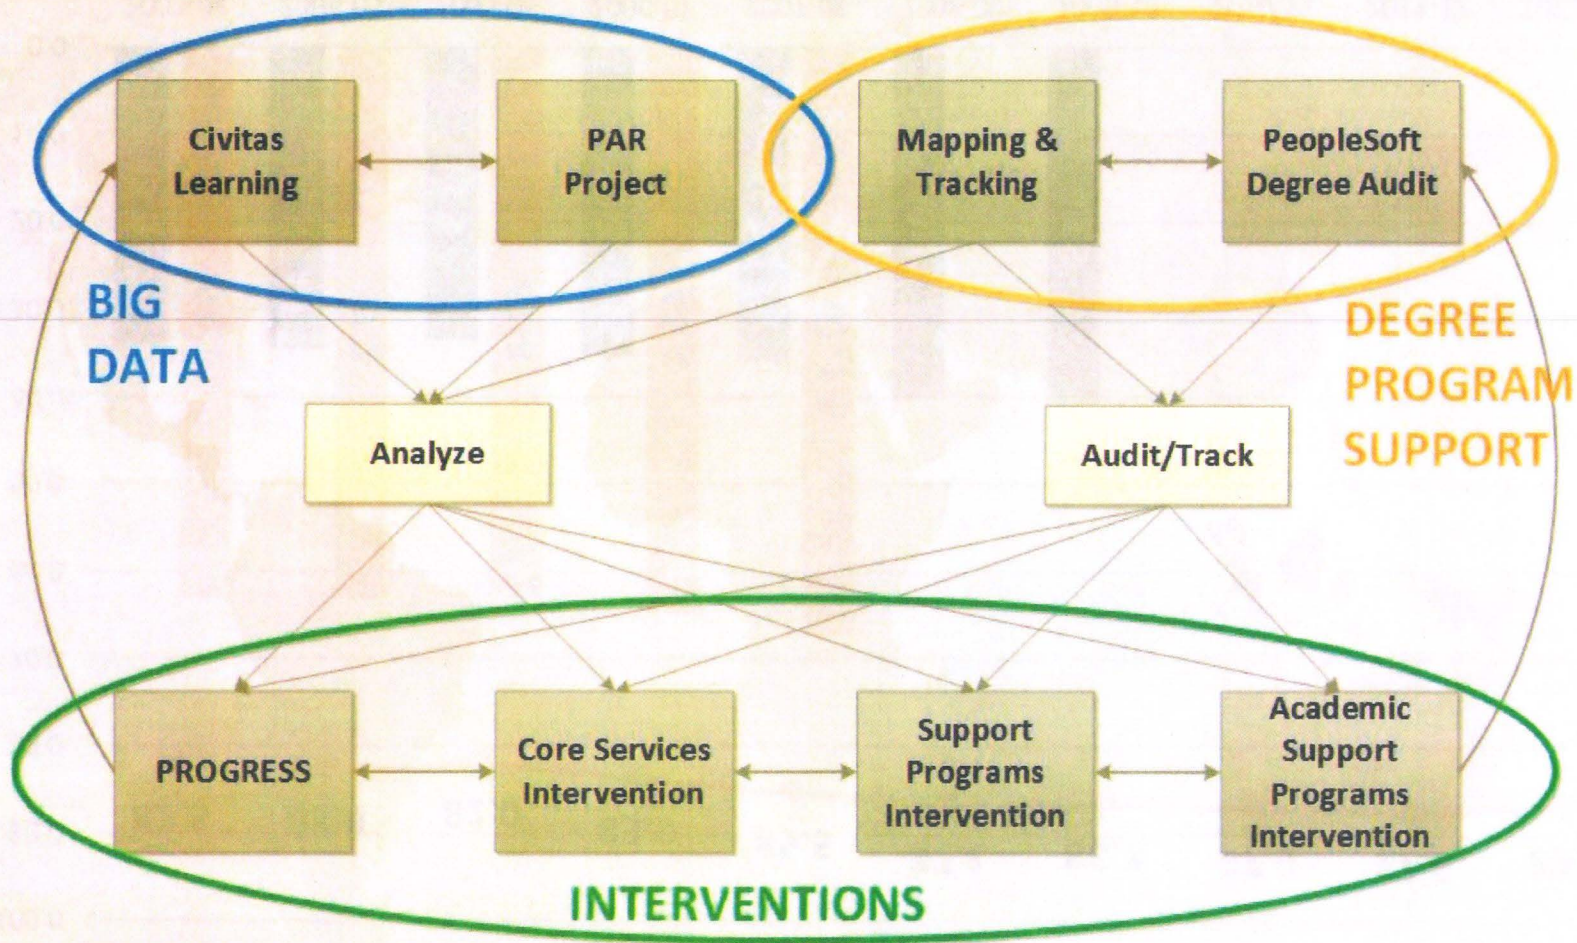 Civitas
Learning
PAR
Project
Mapping &
Tracking
PeopleSoft
Degree Audit
BIG
DATA
DEGREE
PROGRAM
SUPPORT
Analyze
Audit/Track
PROGRESS
Core Services
Intervention
Support
Programs
Intervention
Academic
Support
Programs
Intervention
INTERVENTIONS